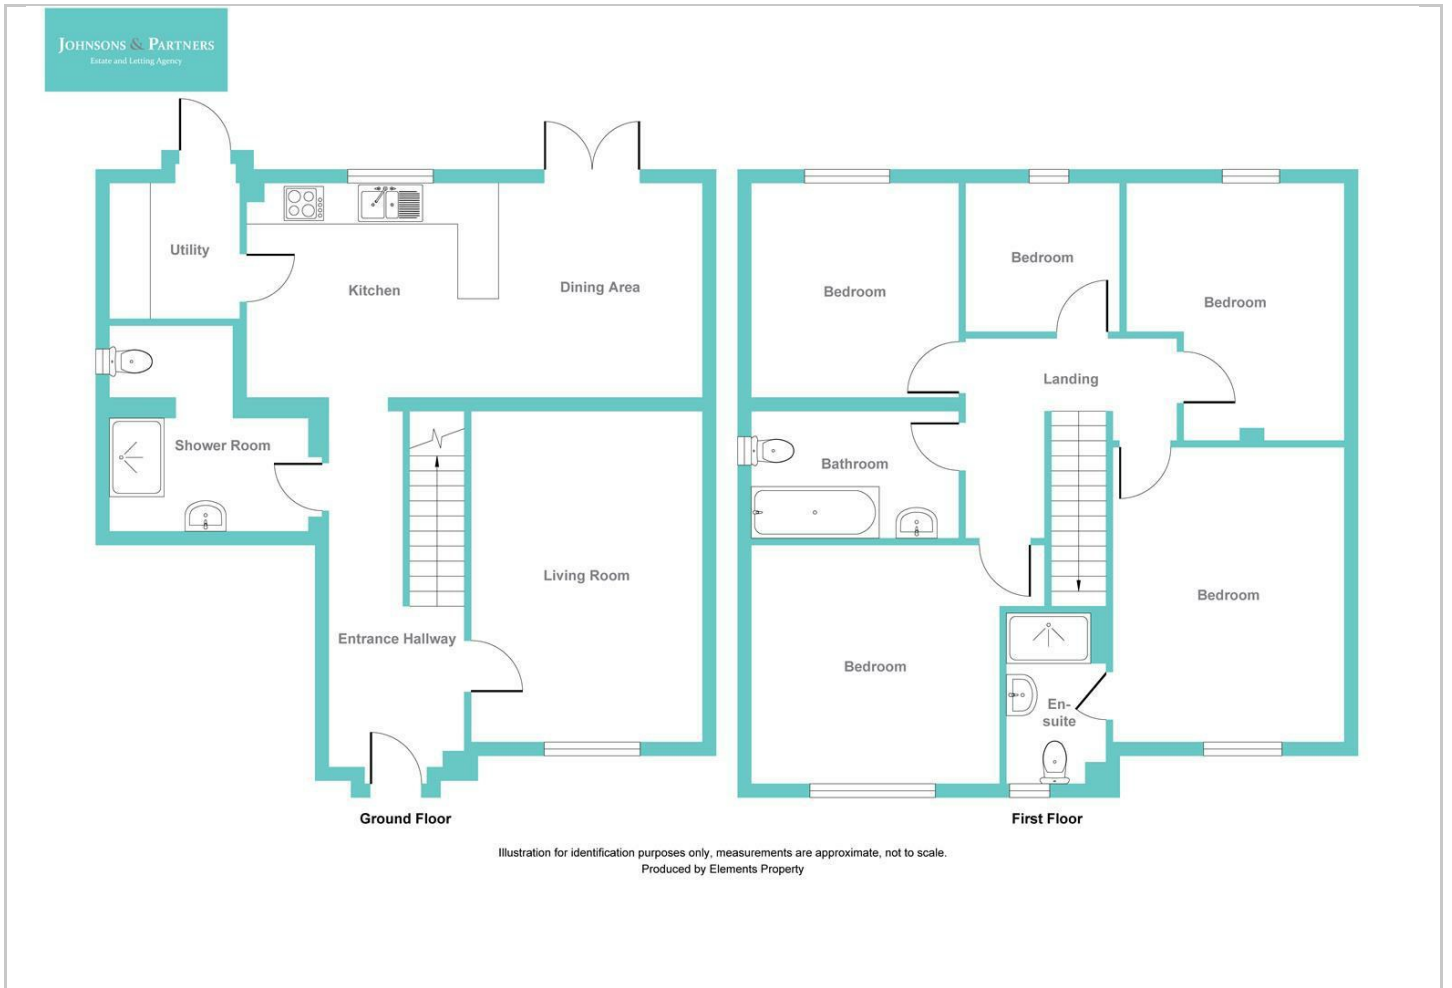 JOHNSONS & PARTNERS
Estate and Letting Agency
Utility
Kitchen
Dining Area
Shower Room
Living Room
Entrance Hallway
Ground Floor
Bedroom
Bedroom
Bedroom
Landing
Bathroom
Bedroom
Bedroom
En-
suite
First Floor
Illustration for identification purposes only, measurements are approximate, not to scale.
Produced by Elements Property